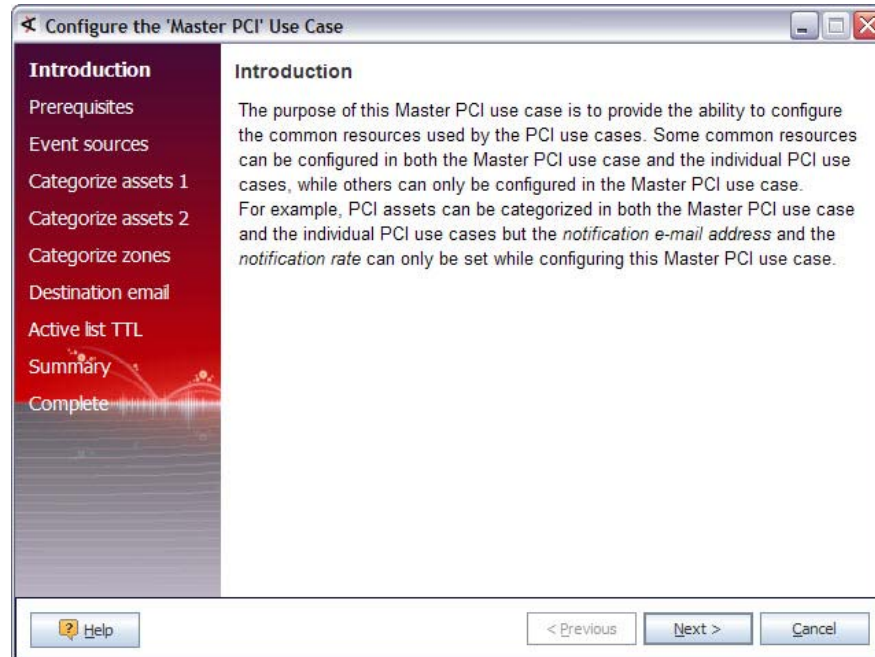 Configure the 'Master PCI' Use Case
Introduction
Prerequisites
Event sources
Categorize assets 1
Categorize assets 2
Categorize zones
Destination email
Active list TTL
Summary
Complete
Introduction
The purpose of this Master PCI use case is to provide the ability to configure
the common resources used by the PCI use cases. Some common resources
can be configured in both the Master PCI use case and the individual PCI use
cases, while others can only be configured in the Master PCI use case.
For example, PCI assets can be categorized in both the Master PCI use case
and the individual PCI use cases but the notification e-mail address and the
notification rate can only be set while configuring this Master PCI use case.
Help
< Previous
Next >
Cancel